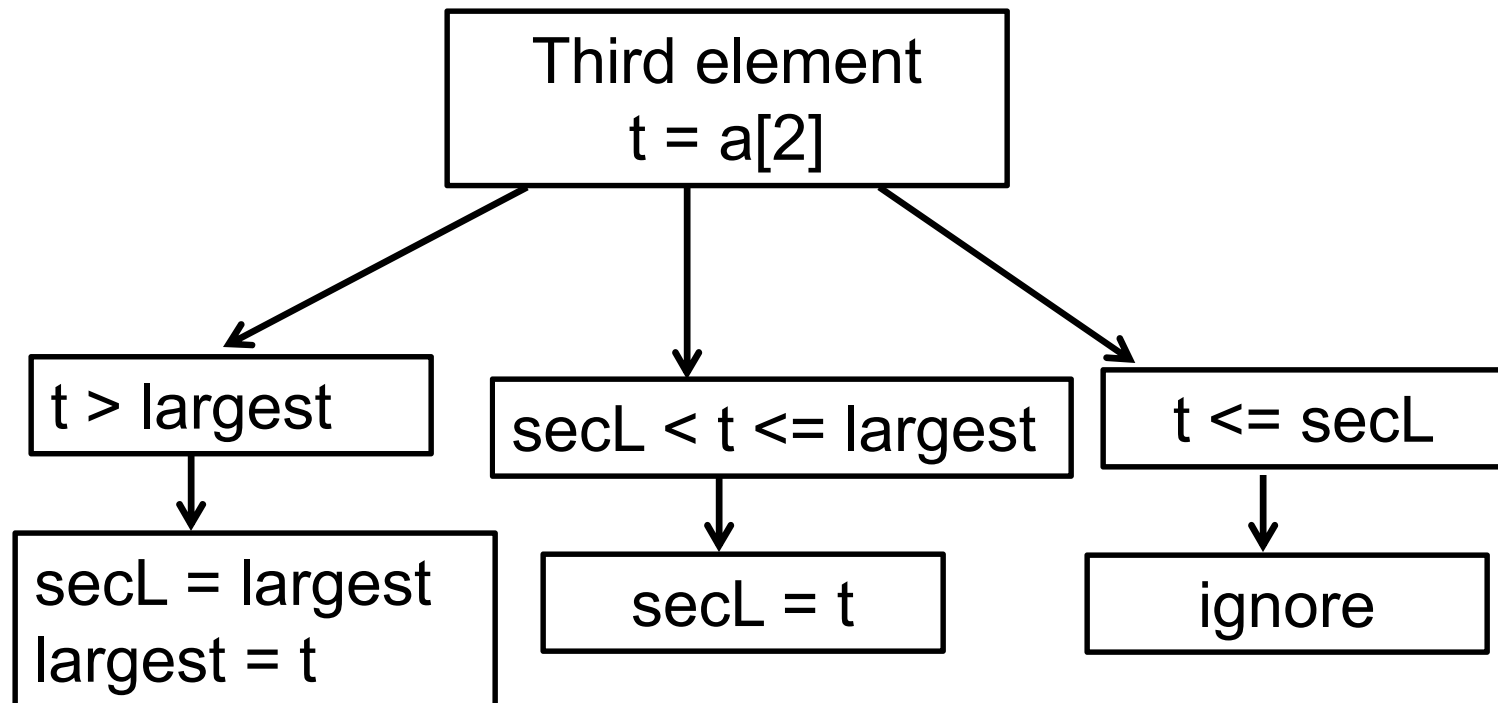 Third element
t = a[2]
t > largest
secL < t <= largest
t <= secL
secL = largest
largest = t
secL = t
ignore